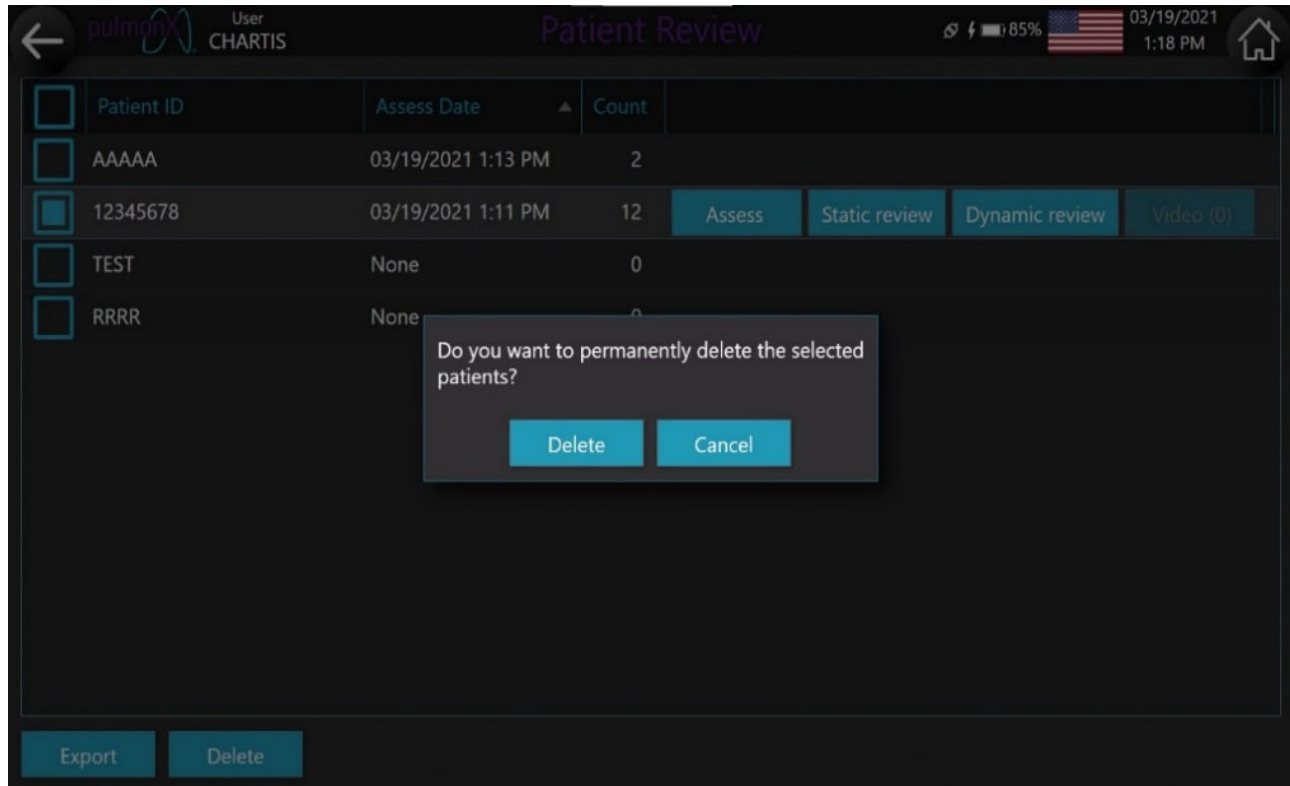 pulmonx
User
CHARTIS
Patient Review
85%
03/19/2021
1:18 PM
Patient ID Assess Date Count
AAAAA 03/19/2021 1:13 PM 2
12345678 03/19/2021 1:11 PM 12 Assess Static review Dynamic review Video (0)
TEST None 0
RRRR None 0
Do you want to permanently delete the selected
patients?
Delete Cancel
Export Delete